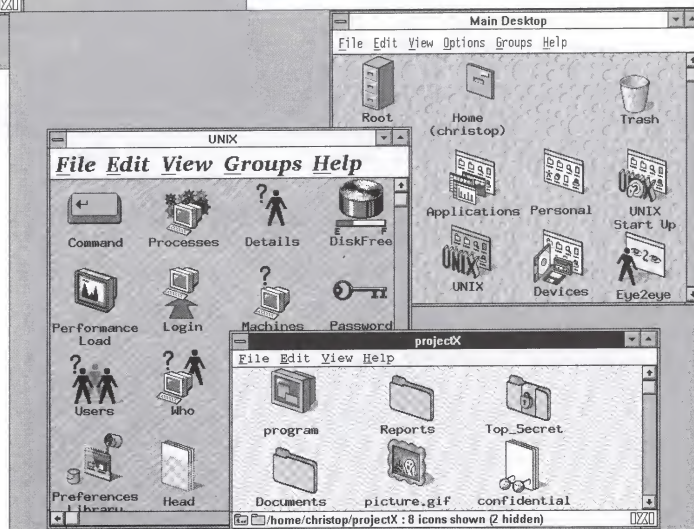 Main Desktop
File Edit View Options Groups Help
Root
Home
(christop)
Trash
Applications Personal UNIX
Start Up
UNIX Devices Eye2eye
UNIX
File Edit View Groups Help
Command Processes Details DiskFree
E F
Performance
Load
Login Machines Password
Users Who
Preferences
Library
Head
projectX
File Edit View Help
program Reports Top_Secret
Documents picture.gif confidential
/home/christop/projectX : 8 icons shown (2 hidden)